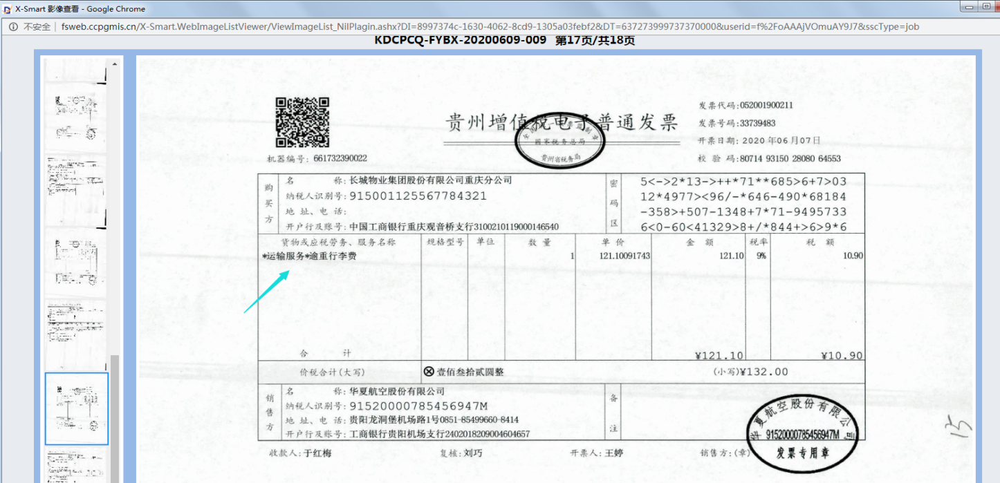 X-Smart 影像查看 - Google Chrome
不安全 | fsweb.ccpgmis.cn/X-Smart.WebImageListViewer/ViewImageList_NilPlagin.ashx?DI=8997374c-1630-4062-8cd9-1305a03febf2&DT=637273999737370000&userid=f%2FoAAAjVOmuAY9J7&sscType=job
KDCPCQ-FYBX-20200609-009 第17页/共18页
贵州增值税电子普通发票
国家税务总局
贵州省税务局
发票代码:052001900211
发票号码:33739483
开票日期: 2020 年06 月07 日
校 验 码:80714 93150 28080 64553
机器编号: 661732390022
购买方
名 称: 长城物业集团股份有限公司重庆分公司
纳税人识别号: 915001125567784321
地 址、电 话:
开户行及账号: 中国工商银行重庆观音桥支行3100210119000146540
密码区
5<->2*13->++*71**685>6+7>03
12*4977><96/-*646-490*68184
-358>+507-1348+7*71-9495733
6<0-60<41329>8+/*844+>6>9*6
货物或应税劳务、服务名称 规格型号 单位 数 量 单 价 金 额 税率 税 额
*运输服务*逾重行李费 1 121.10091743 121.10 9% 10.90
合 计 ¥121.10 ¥10.90
价税合计(大写) ⊗ 壹佰叁拾贰圆整 (小写)¥132.00
销售方
名 称: 华夏航空股份有限公司
纳税人识别号: 91520000785456947M
地 址、电 话: 贵阳龙洞堡机场路1号0851-85499660-8414
开户行及账号: 工商银行贵阳机场支行2402018209004604657
备注
华夏航空股份有限公司
91520000785456947M
发票专用章
收款人: 于红梅 复核: 刘巧 开票人: 王婷 销售方: (章)
15